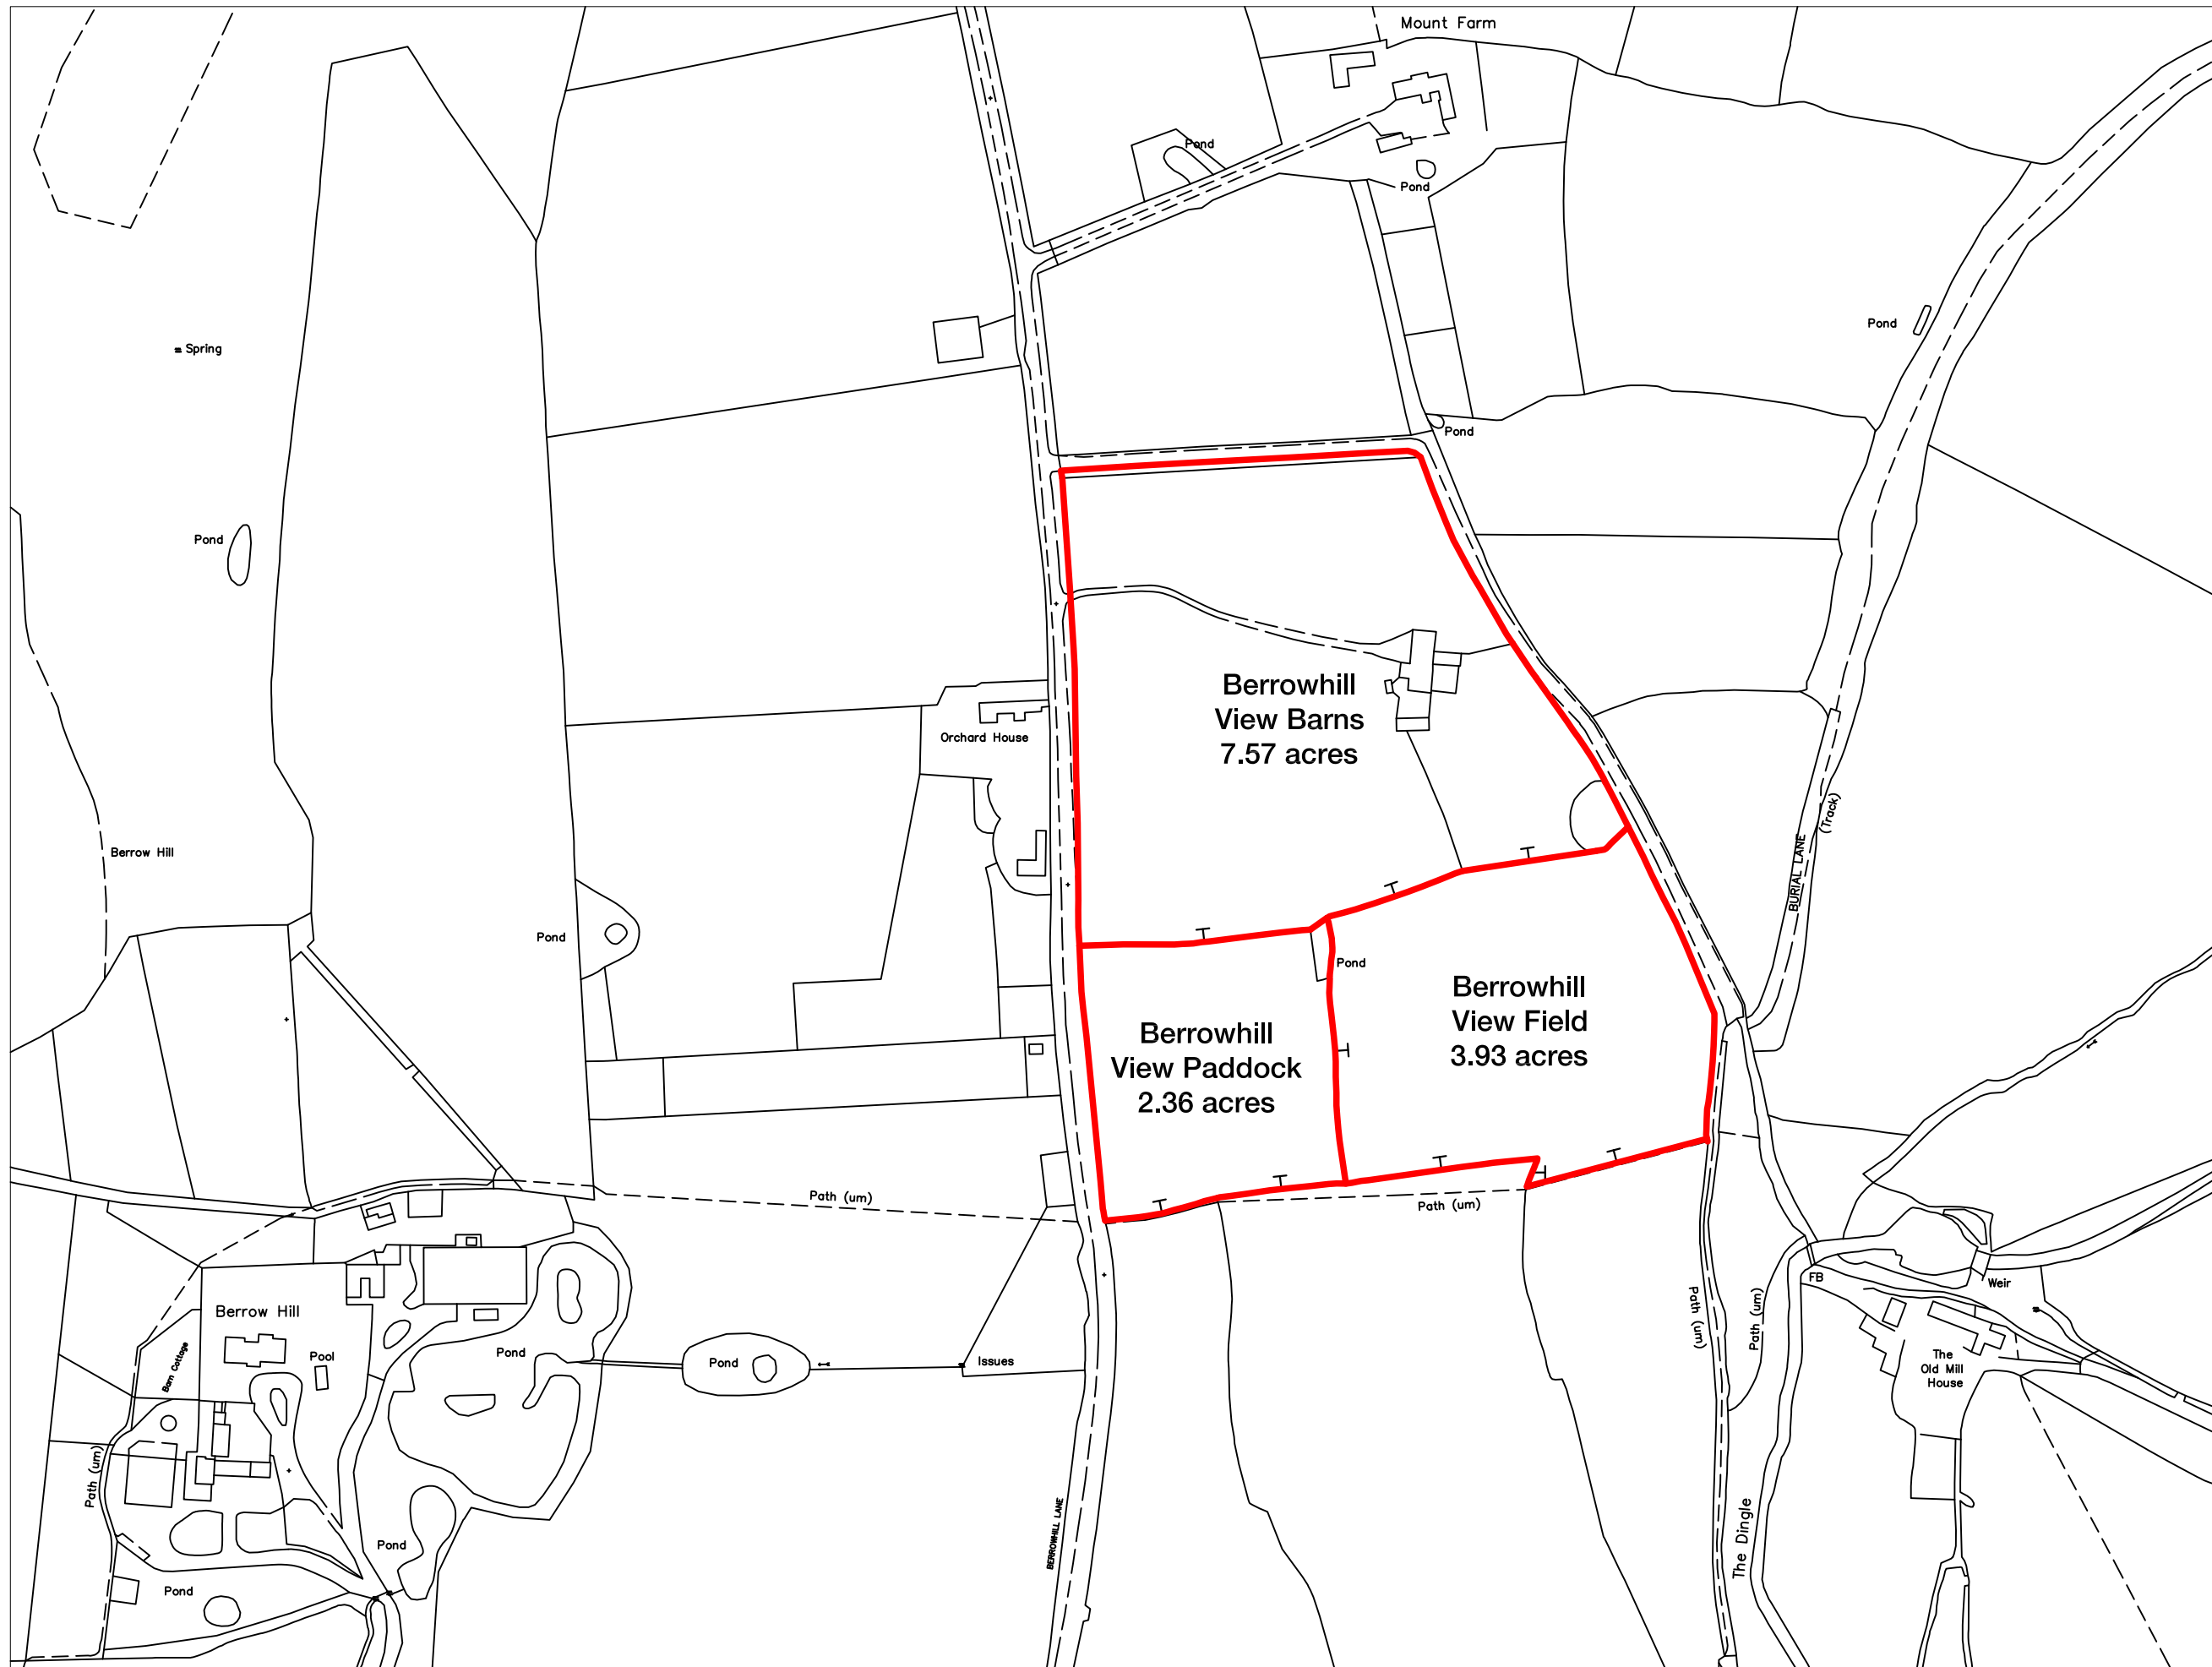 Mount Farm
Pond
Pond
Pond
Spring
Pond
Pond
Berrowhill
View Barns
7.57 acres
Orchard House
(Track)
BURIAL LANE
Berrow Hill
Pond
Pond
Berrowhill
View Field
3.93 acres
Berrowhill
View Paddock
2.36 acres
Path (um)
Path (um)
FB
Weir
Path (um)
Path (um)
Berrow Hill
Barn Cottage
Pool
Pond
Pond
Issues
The
Old Mill
House
Path (um)
BERROWHILL LANE
The Dingle
Pond
Pond